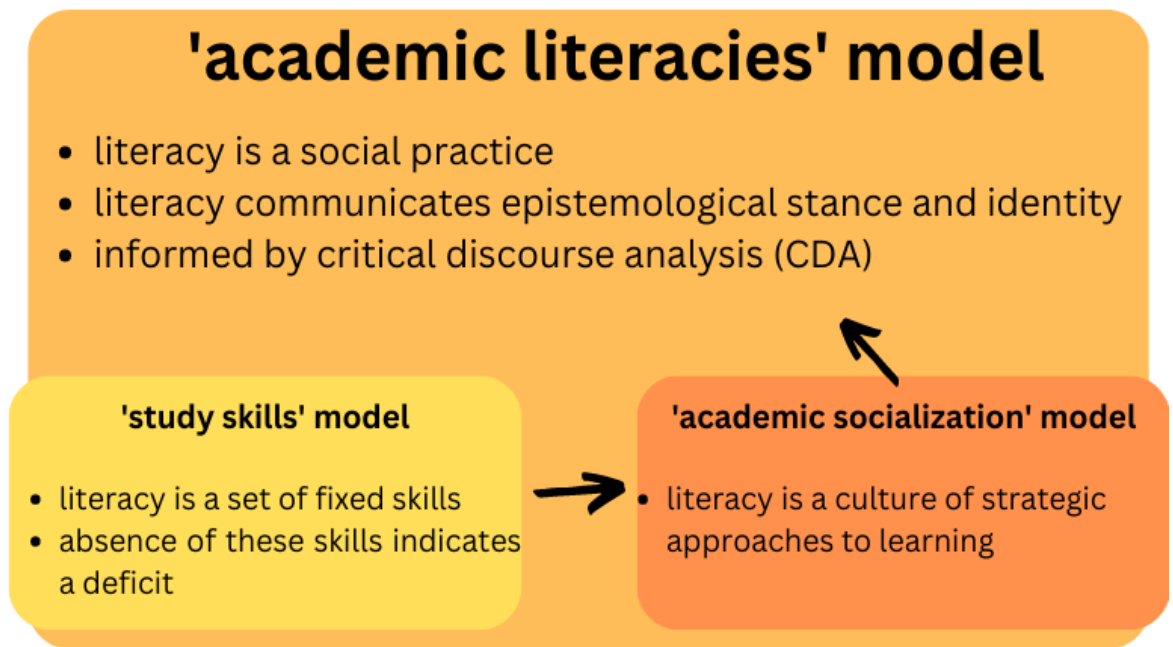 'academic literacies' model
• literacy is a social practice
• literacy communicates epistemological stance and identity
• informed by critical discourse analysis (CDA)
'study skills' model
• literacy is a set of fixed skills
• absence of these skills indicates
a deficit
'academic socialization' model
• literacy is a culture of strategic
approaches to learning